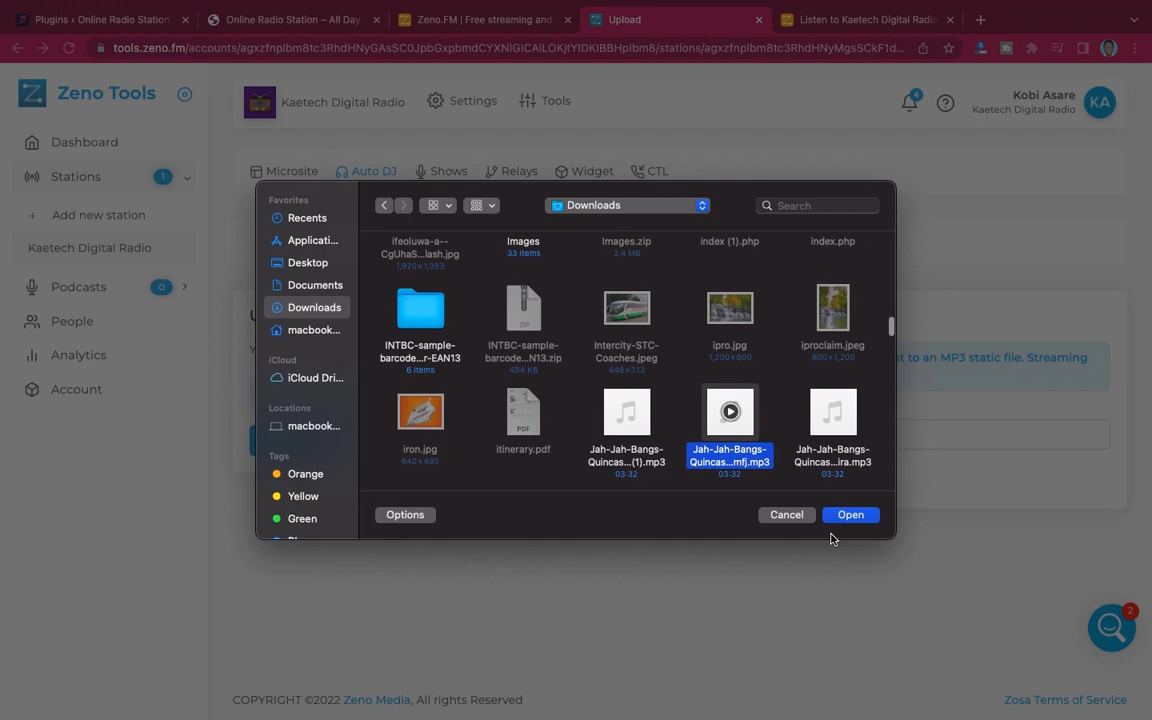 Plugins ‹ Online Radio Station
Online Radio Station – All Day
Zeno.FM | Free streaming and
Upload
Listen to Kaetech Digital Radio
tools.zeno.fm/accounts/agxzfnplbm8tc3RhdHNyGAsSC0JpbGxpbmdCYXNlGICAiLOKjtYIDKIBBHplbm8/stations/agxzfnplbm8tc3RhdHNyMgsSCkF1d...
Zeno Tools
Kaetech Digital Radio
Settings
Tools
4
Kobi Asare
Kaetech Digital Radio
KA
Dashboard
Stations
1
Add new station
Kaetech Digital Radio
Podcasts
0
People
Analytics
Account
Microsite
Auto DJ
Shows
Relays
Widget
CTL
Favorites
Recents
Applicati...
Desktop
Documents
Downloads
macbook...
iCloud
iCloud Dri...
Locations
macbook...
Tags
Orange
Yellow
Green
Downloads
Search
ifeoluwa-a--
CgUhaS...lash.jpg
1,920×1,353
Images
33 items
Images.zip
2.4 MB
index (1).php
index.php
INTBC-sample-
barcode...r-EAN13
6 items
ZIP
INTBC-sample-
barcode...N13.zip
454 KB
Intercity-STC-
Coaches.jpeg
448×313
ipro.jpg
1,200×800
iproclaim.jpeg
800×1,200
iron.jpg
640×490
PDF
itinerary.pdf
Jah-Jah-Bangs-
Quincas...(1).mp3
03:32
Jah-Jah-Bangs-
Quincas...mfj.mp3
03:32
Jah-Jah-Bangs-
Quincas...ira.mp3
03:32
Options
Cancel
Open
nt to an MP3 static file. Streaming
2
COPYRIGHT ©2022 Zeno Media, All rights Reserved
Zosa Terms of Service